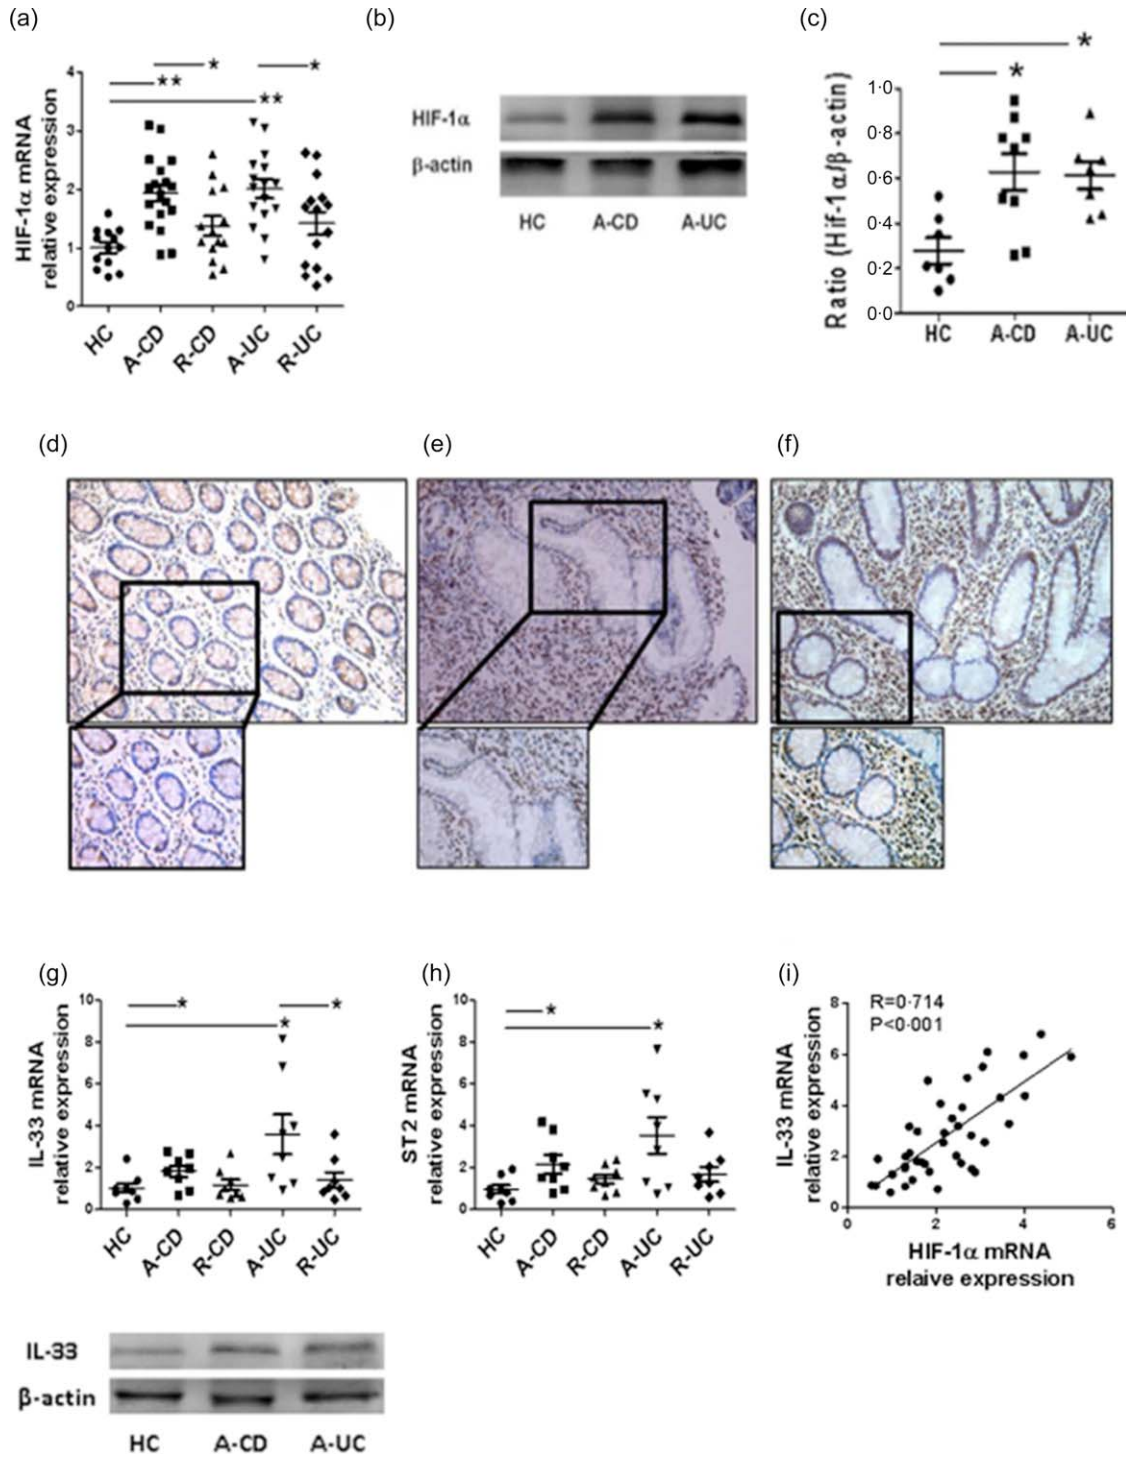 (a)
HIF-1α mRNA
relative expression
4
3
2
1
0
*
**
*
**
HC
A-CD
R-CD
A-UC
R-UC
(b)
HIF-1α
β-actin
HC A-CD A-UC
(c)
Ratio (Hif-1α/β-actin)
*
*
1·0
0·8
0·6
0·4
0·2
0·0
HC A-CD A-UC
(d)
(e)
(f)
(g)
IL-33 mRNA
relative expression
10
8
6
4
2
0
*
*
*
HC
A-CD
R-CD
A-UC
R-UC
IL-33
β-actin
HC A-CD A-UC
(h)
ST2 mRNA
relative expression
10
8
6
4
2
0
*
*
HC
A-CD
R-CD
A-UC
R-UC
(i)
IL-33 mRNA
relative expression
8
6
4
2
0
R=0·714
P<0·001
0 2 4 6
HIF-1α mRNA
relaive expression